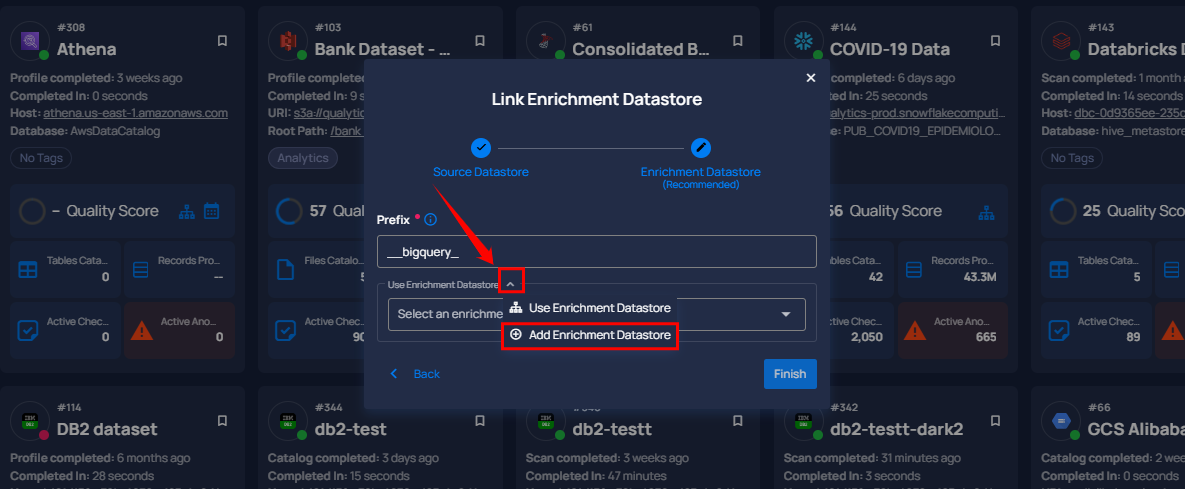 #308
Athena
Profile completed: 3 weeks ago
Completed In: 0 seconds
Host: athena.us-east-1.amazonaws.com
Database: AwsDataCatalog
No Tags
– Quality Score
Tables Cata...
0
Records Pro...
--
Active Chec...
0
Active Ano...
0
#103
Bank Dataset - ...
Profile completed:
Completed In: 9 s
URI: s3a://qualytic
Root Path: /bank_
Analytics
57 Qual
Files Catalo
5
Active Chec
90
#61
Consolidated B...
#144
COVID-19 Data
completed: 6 days ago
In: 25 seconds
alytics-prod.snowflakecomputi...
e: PUB_COVID19_EPIDEMIOLO...
56 Quality Score
ables Cata...
42
Records Pro...
43.3M
ctive Chec...
2,050
Active Ano...
665
#143
Databricks D
Scan completed: 1 month a
Completed In: 14 seconds
Host: dbc-0d9365ee-235c
Database: hive_metastore
No Tags
25 Quality Sco
Tables Cata...
5
Active Chec...
89
Link Enrichment Datastore
Source Datastore
Enrichment Datastore
(Recommended)
Prefix *
__bigquery_
Use Enrichment Datastore
Select an enrichme
Use Enrichment Datastore
Add Enrichment Datastore
Back
Finish
#114
DB2 dataset
Profile completed: 6 months ago
Completed In: 28 seconds
#344
db2-test
Catalog completed: 3 days ago
Completed In: 15 seconds
db2-testt
Scan completed: 3 weeks ago
Completed In: 47 minutes
#342
db2-testt-dark2
Scan completed: 31 minutes ago
Completed In: 3 seconds
#66
GCS Alibaba
Catalog completed: 2 wee
Completed In: 0 seconds